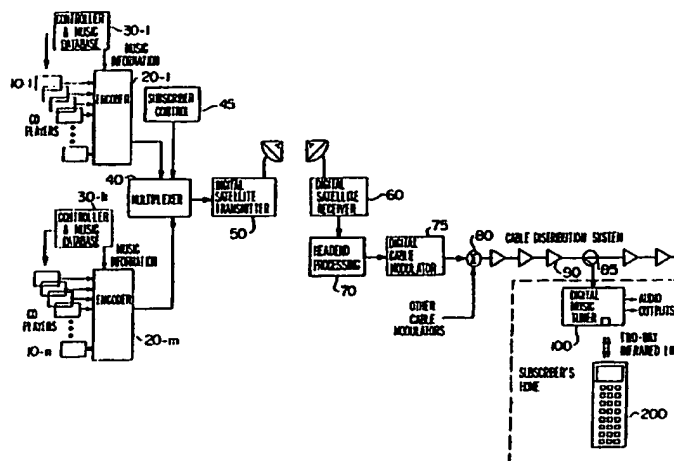 CONTROLLER
& MUSIC
DATABASE
30-1
MUSIC
INFORMATION
20-1
10-1
CD
PLAYERS
ENCODER
SUBSCRIBER
CONTROL
45
40
MULTIPLEXER
DIGITAL
SATELLITE
TRANSMITTER
50
DIGITAL
SATELLITE
RECEIVER
60
HEADEND
PROCESSING
70
75
DIGITAL
CABLE
MODULATOR
80
CABLE DISTRIBUTION SYSTEM
90
85
OTHER
CABLE
MODULATORS
30-k
CONTROLLER
& MUSIC
DATABASE
MUSIC
INFORMATION
CD
PLAYERS
ENCODER
10-n
20-m
DIGITAL
MUSIC
TUNER
100
AUDIO
OUTPUTS
TWO-WAY
INFRARED
SUBSCRIBER'S
HOME
200